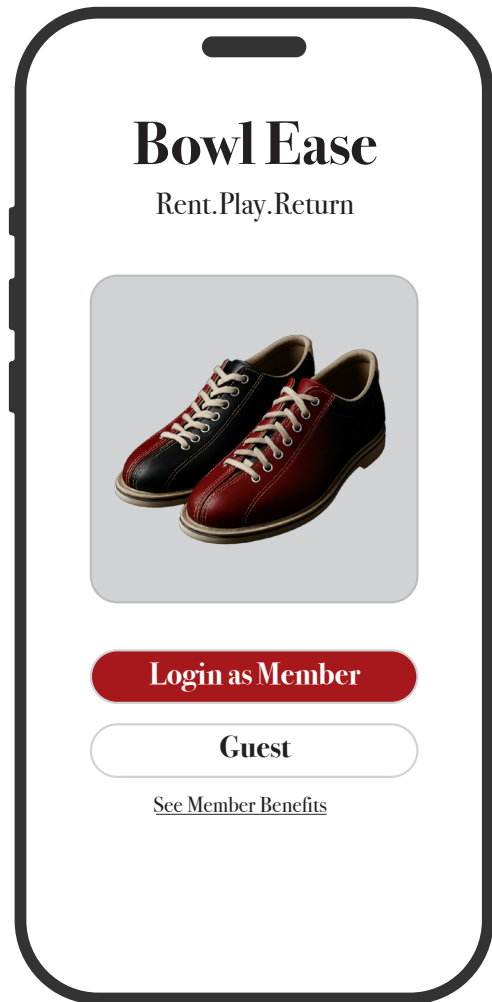 Bowl Ease
Rent.Play.Return
Login as Member
Guest
See Member Benefits